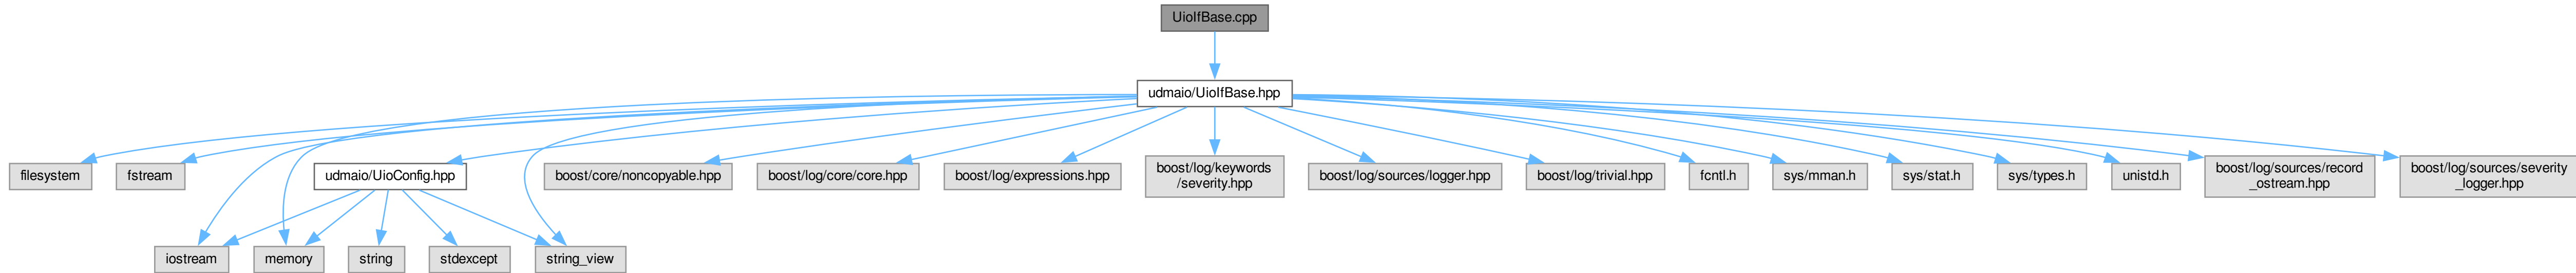 UioIfBase.cpp
udmaio/UioIfBase.hpp
filesystem
fstream
udmaio/UioConfig.hpp
boost/core/noncopyable.hpp
boost/log/core/core.hpp
boost/log/expressions.hpp
boost/log/keywords
/severity.hpp
boost/log/sources/logger.hpp
boost/log/trivial.hpp
fcntl.h
sys/mman.h
sys/stat.h
sys/types.h
unistd.h
boost/log/sources/record
_ostream.hpp
boost/log/sources/severity
_logger.hpp
iostream
memory
string
stdexcept
string_view